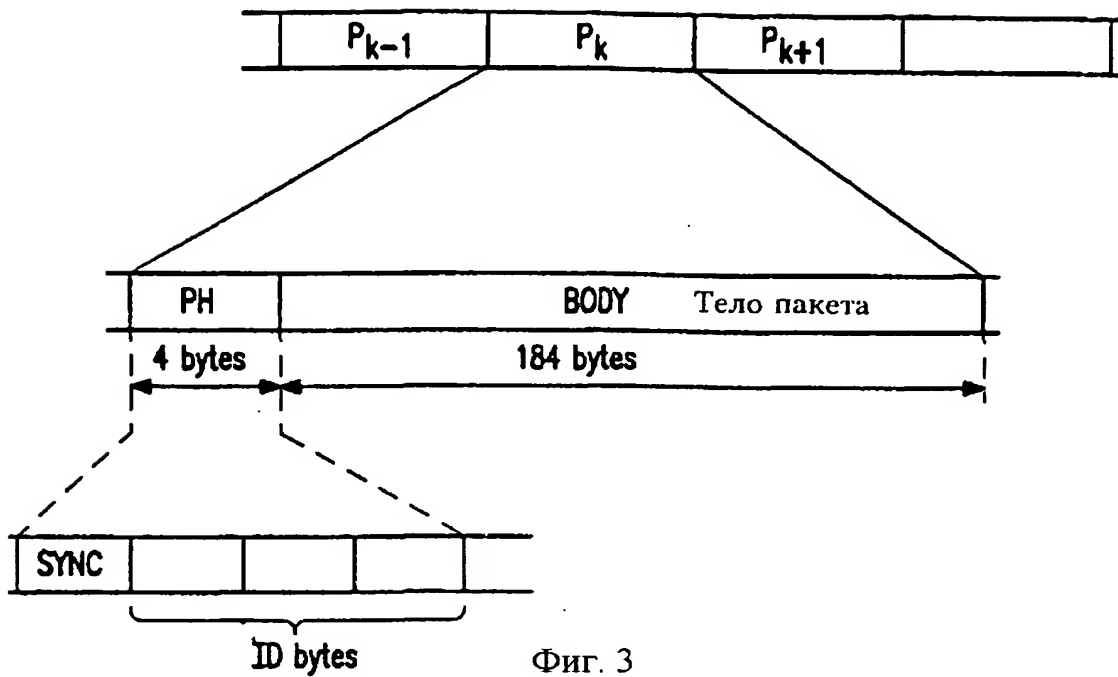 P_{k-1} P_k P_{k+1}
PH BODY Тело пакета
4 bytes 184 bytes
SYNC
ID bytes
Фиг. 3